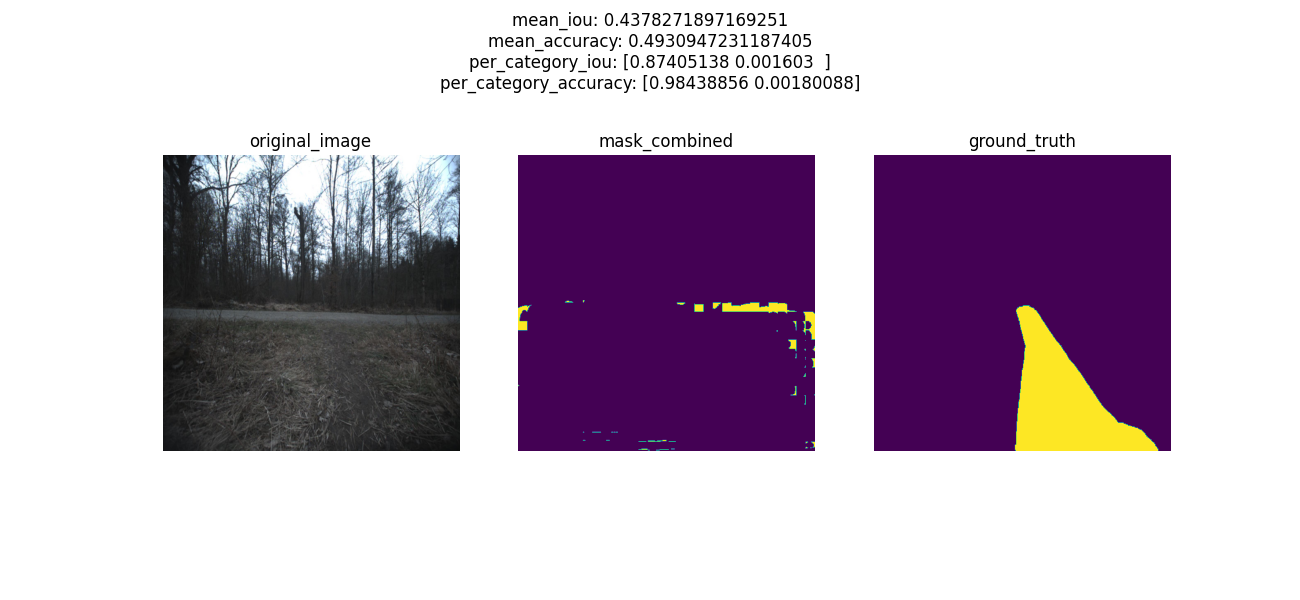 mean_iou: 0.4378271897169251
mean_accuracy: 0.4930947231187405
per_category_iou: [0.87405138 0.001603  ]
per_category_accuracy: [0.98438856 0.00180088]
original_image
mask_combined
ground_truth